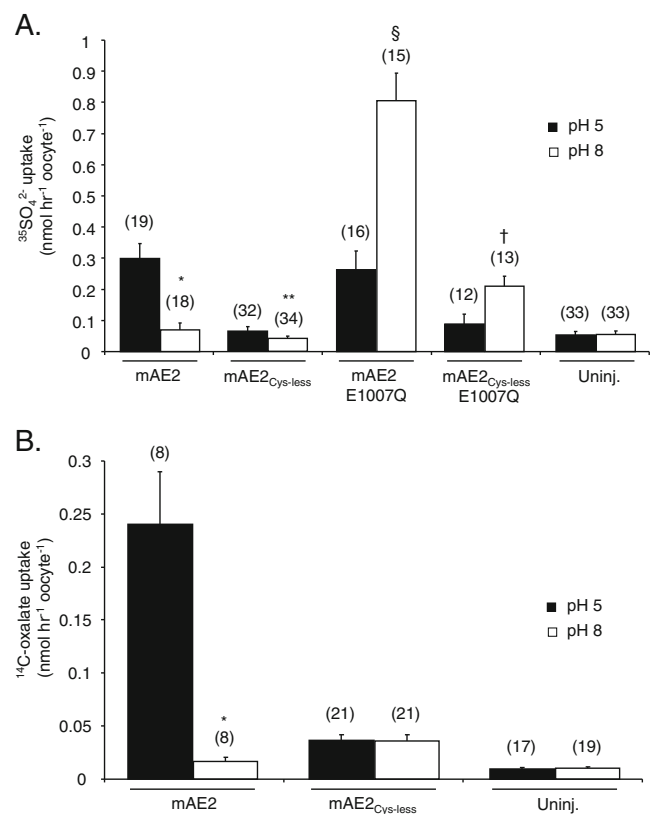 A.
³⁵SO₄²⁻ uptake
(nmol hr⁻¹ oocyte⁻¹)
1
0.9
0.8
0.7
0.6
0.5
0.4
0.3
0.2
0.1
0
§
(15)
■ pH 5
□ pH 8
(19)
*
(18)
(32)
**
(34)
(16)
(12)
†
(13)
(33) (33)
mAE2
mAE2Cys-less
mAE2
E1007Q
mAE2Cys-less
E1007Q
Uninj.
B.
¹⁴C-oxalate uptake
(nmol hr⁻¹ oocyte⁻¹)
0.3
0.25
0.2
0.15
0.1
0.05
0
(8)
■ pH 5
□ pH 8
*
(8)
(21) (21)
(17) (19)
mAE2
mAE2Cys-less
Uninj.